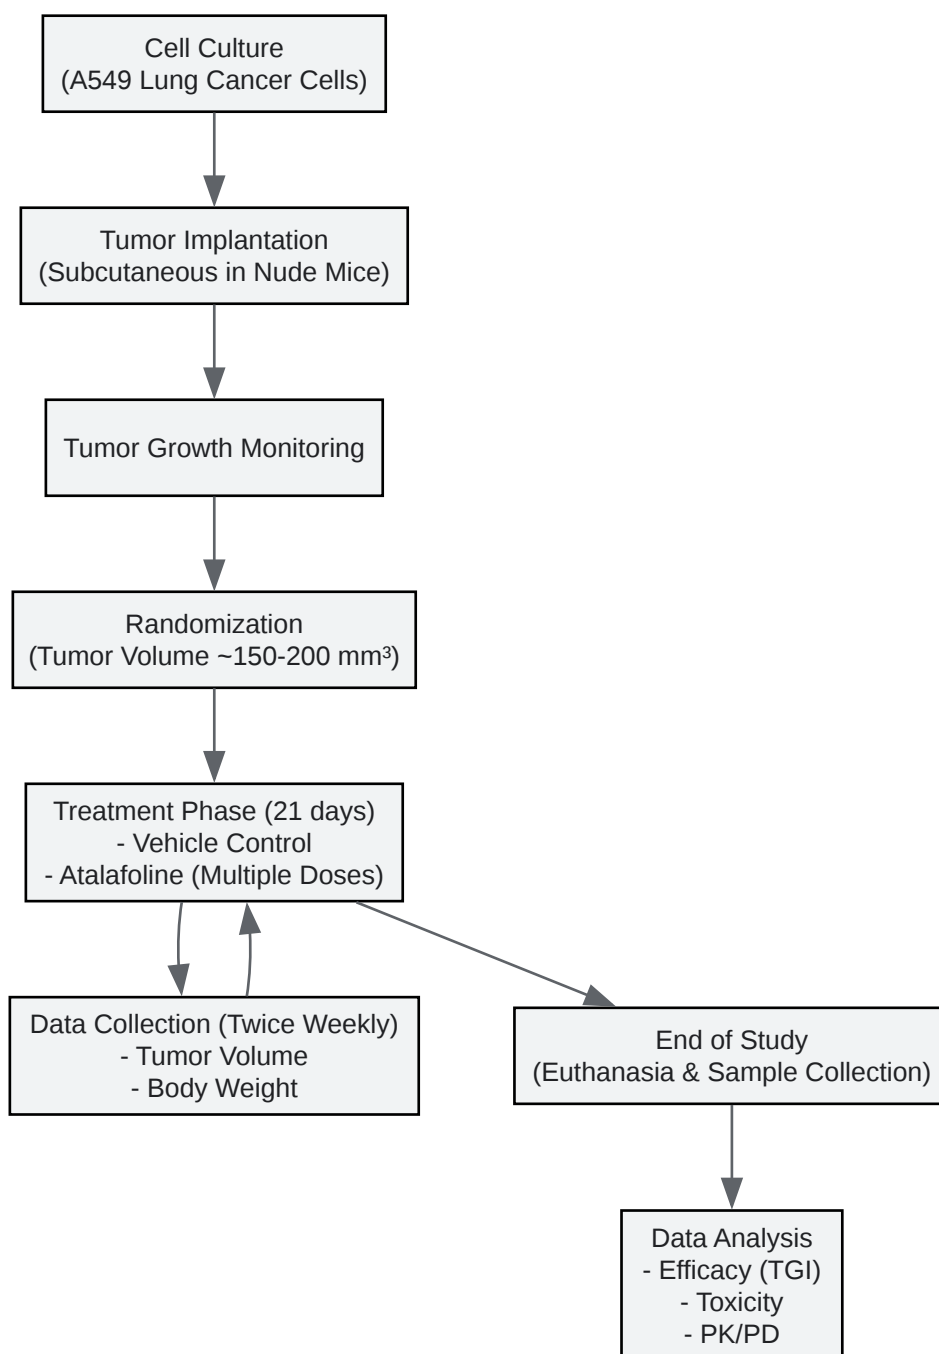 Cell Culture
(A549 Lung Cancer Cells)
Tumor Implantation
(Subcutaneous in Nude Mice)
Tumor Growth Monitoring
Randomization
(Tumor Volume ~150-200 mm³)
Treatment Phase (21 days)
- Vehicle Control
- Atalafoline (Multiple Doses)
Data Collection (Twice Weekly)
- Tumor Volume
- Body Weight
End of Study
(Euthanasia & Sample Collection)
Data Analysis
- Efficacy (TGI)
- Toxicity
- PK/PD